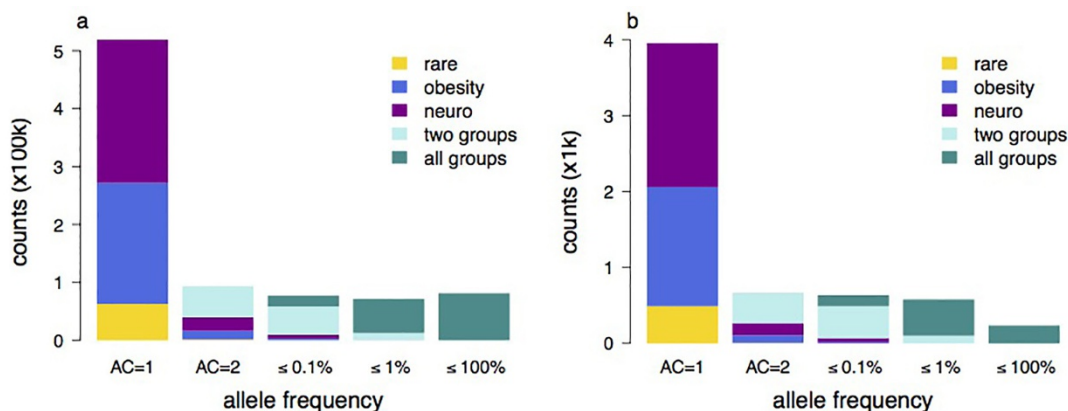 a
counts (x100k)
5
4
3
2
1
0
rare
obesity
neuro
two groups
all groups
AC=1 AC=2 ≤ 0.1% ≤ 1% ≤ 100%
allele frequency
b
counts (x1k)
4
3
2
1
0
rare
obesity
neuro
two groups
all groups
AC=1 AC=2 ≤ 0.1% ≤ 1% ≤ 100%
allele frequency